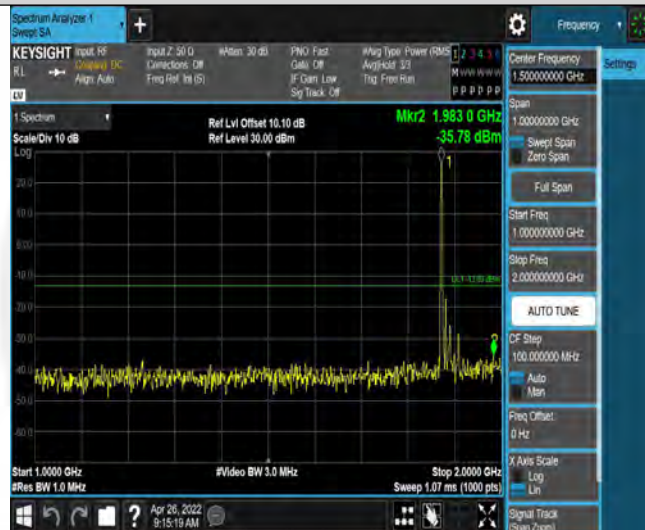 Spectrum Analyzer 1
Swept SA
+
Frequency
KEYSIGHT
Input: RF
Input Z: 50 Ω
#Atten: 30 dB
PNO: Fast
#Avg Type: Power (RMS
1 2 3 4 5 6
RL
Coupling: DC
Corrections: Off
Gate: Off
Avg|Hold: 3/3
M W W W W W
Align: Auto
Freq Ref: Int (S)
IF Gain: Low
Trig: Free Run
Sig Track: Off
P P P P P P
1 Spectrum
Ref Lvl Offset 10.10 dB
Mkr2 1.983 0 GHz
Scale/Div 10 dB
Ref Level 30.00 dBm
-35.78 dBm
Log
20.0
10.0
0.00
-10.0
-20.0
-30.0
-40.0
-50.0
-60.0
1
2
Start 1.0000 GHz
#Video BW 3.0 MHz
Stop 2.0000 GHz
#Res BW 1.0 MHz
Sweep 1.07 ms (1000 pts)
?
Apr 26, 2022
9:15:19 AM
Center Frequency
1.500000000 GHz
Settings
Span
1.00000000 GHz
Swept Span
Zero Span
Full Span
Start Freq
1.000000000 GHz
Stop Freq
2.000000000 GHz
AUTO TUNE
CF Step
100.000000 MHz
Auto
Man
Freq Offset
0 Hz
X Axis Scale
Log
Lin
Signal Track
(Span Zoom)